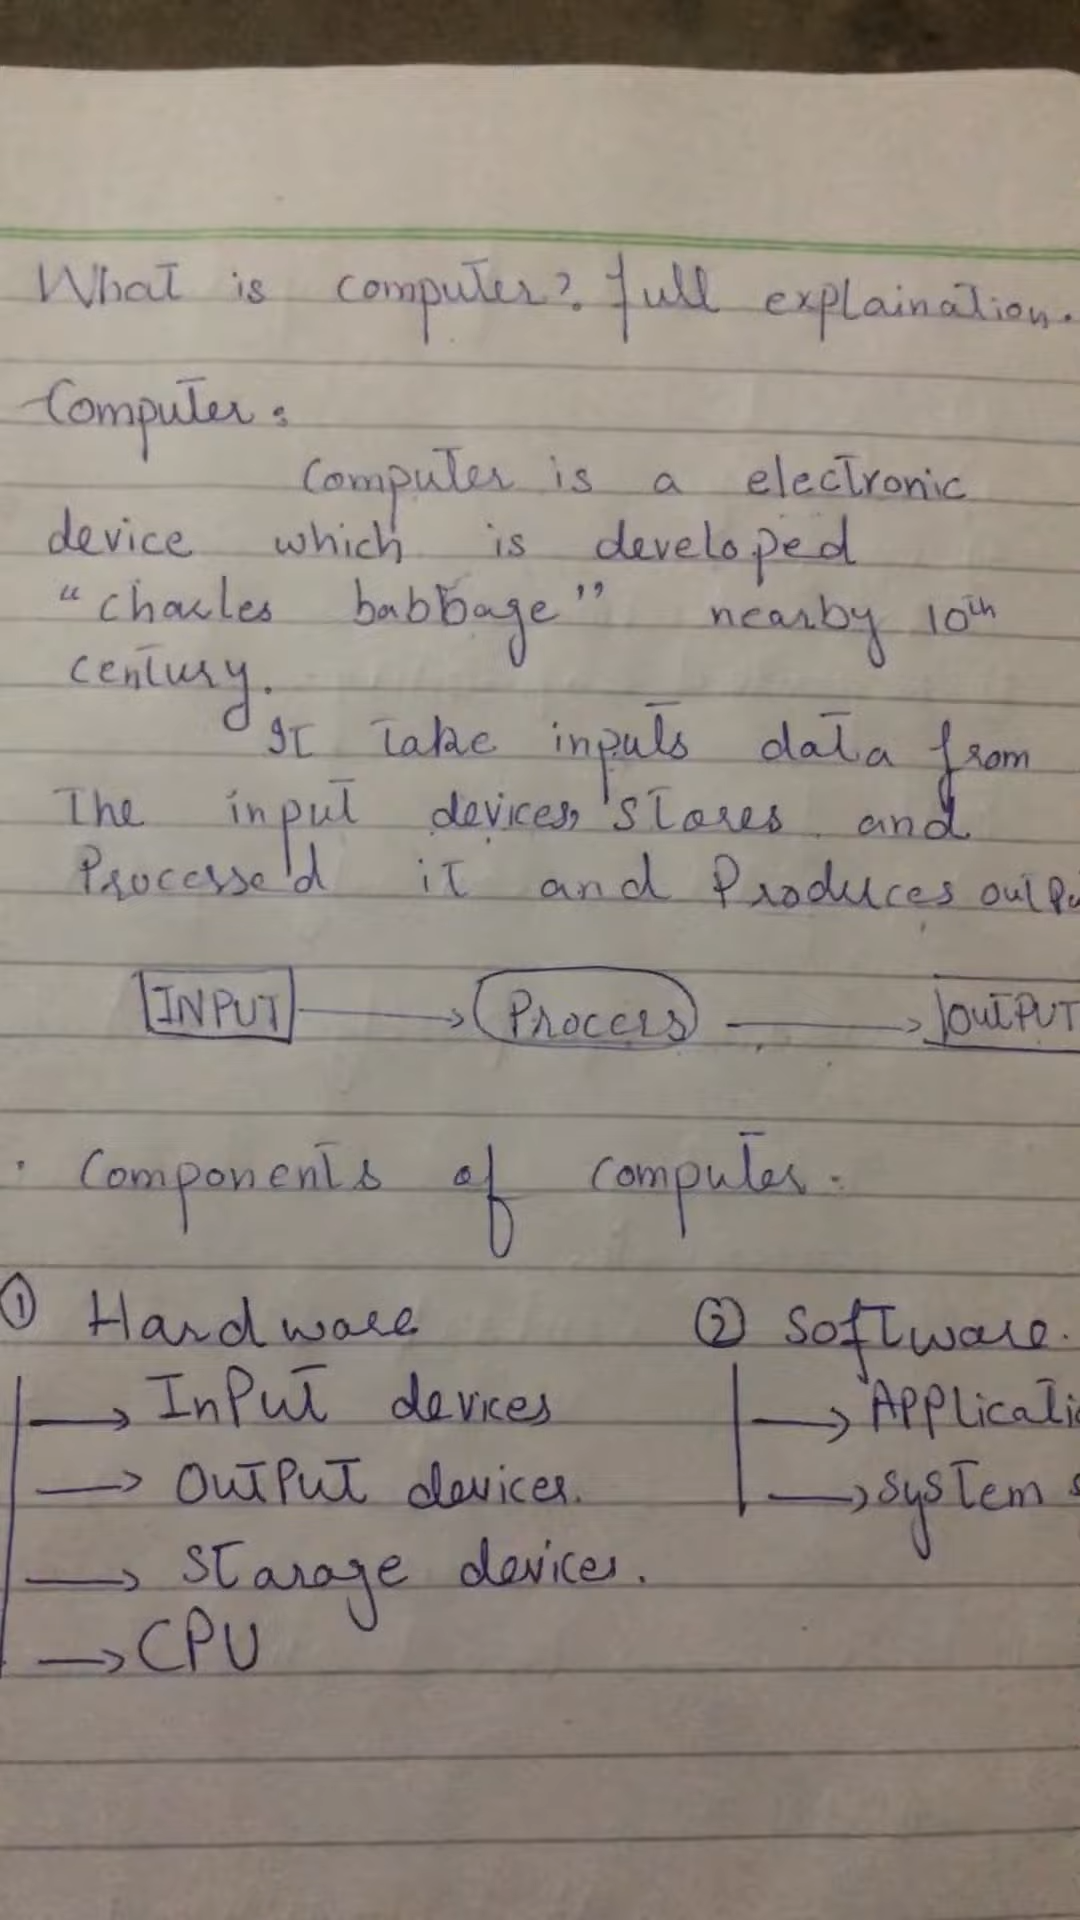 What is computer? full explaination.
Computer:
Computer is a electronic
device which is developed
"charles babbage" nearby 10th
century.
It take inputs data from
The input devices, stores and
Processed it and Produces outpu
INPUT → Process → OUTPUT
. Components of computer.
① Hardware ② Software.
→ InPut devices → APPlicatio
→ OutPut devices. → System s
→ Starage devices.
→ CPU